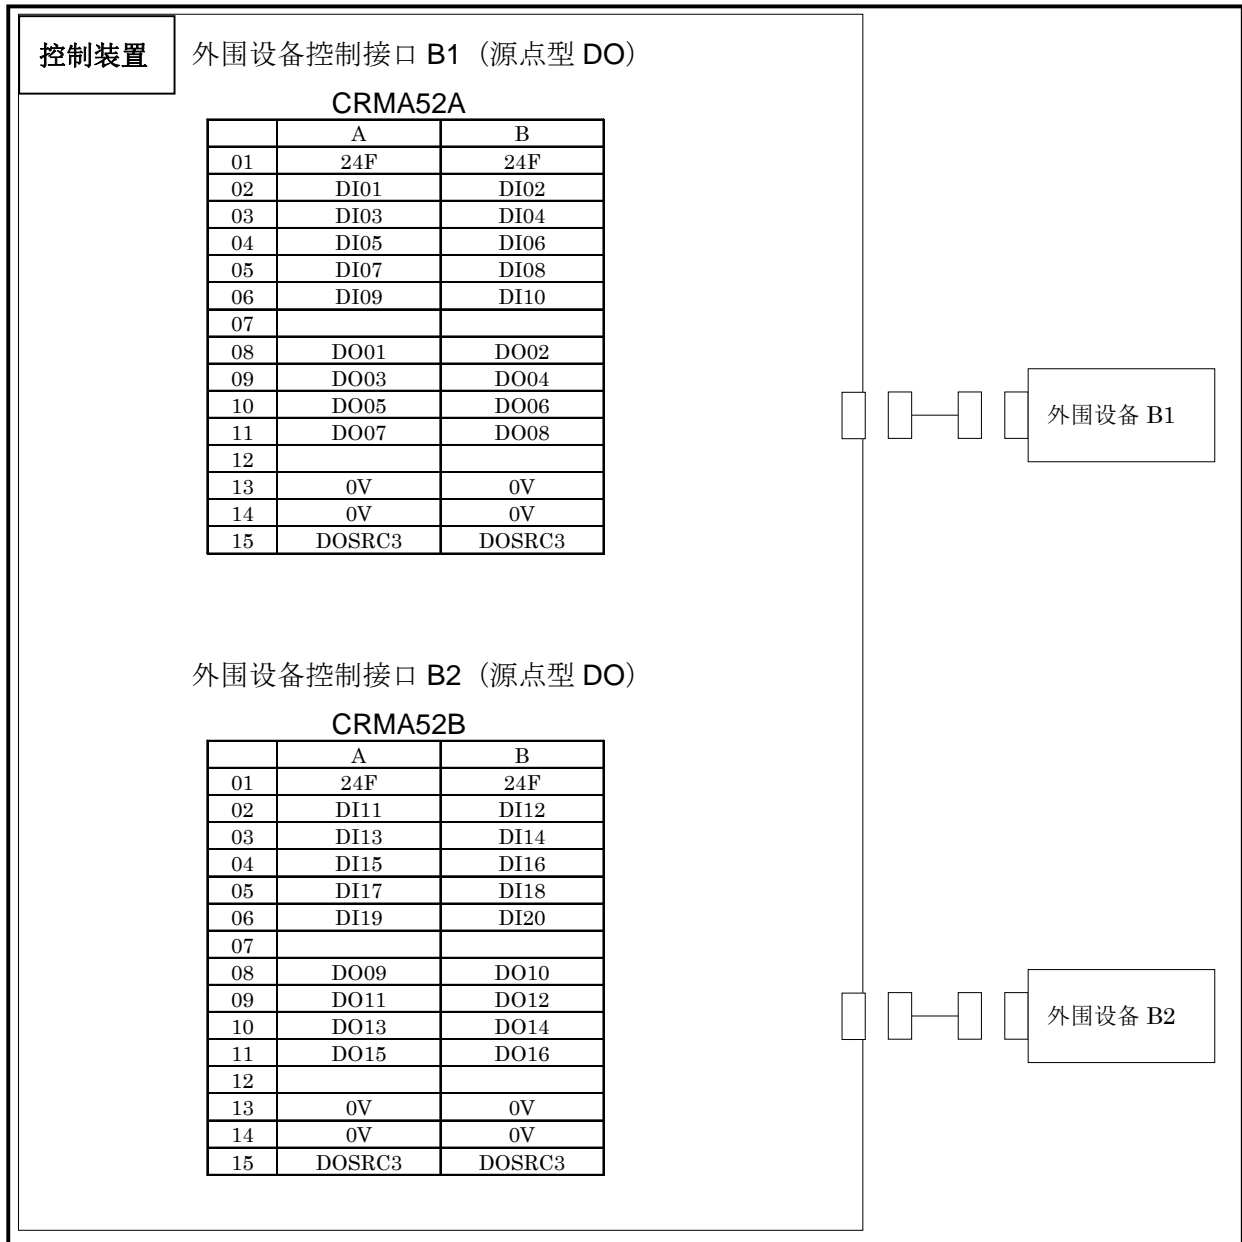 控制装置
外围设备控制接口 B1（源点型 DO）
CRMA52A
A B
01 24F 24F
02 DI01 DI02
03 DI03 DI04
04 DI05 DI06
05 DI07 DI08
06 DI09 DI10
07
08 DO01 DO02
09 DO03 DO04
10 DO05 DO06
11 DO07 DO08
12
13 0V 0V
14 0V 0V
15 DOSRC3 DOSRC3
外围设备 B1
外围设备控制接口 B2（源点型 DO）
CRMA52B
A B
01 24F 24F
02 DI11 DI12
03 DI13 DI14
04 DI15 DI16
05 DI17 DI18
06 DI19 DI20
07
08 DO09 DO10
09 DO11 DO12
10 DO13 DO14
11 DO15 DO16
12
13 0V 0V
14 0V 0V
15 DOSRC3 DOSRC3
外围设备 B2